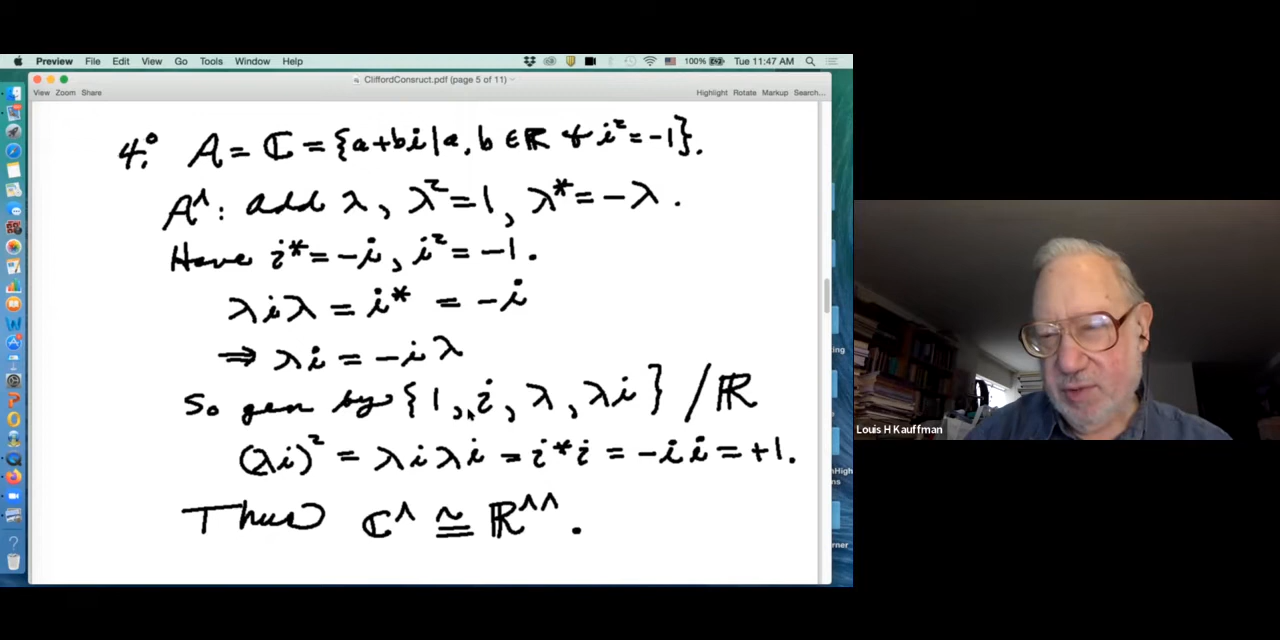 Preview File Edit View Go Tools Window Help 100% Tue 11:47 AM
CliffordConsruct.pdf (page 5 of 11)
View Zoom Share Highlight Rotate Markup Search...
4.° A = ℂ = {a+bi | a, b ∈ ℝ & i² = -1}.
A^: add λ, λ² = 1, λ* = -λ.
Have i* = -i, i² = -1.
λiλ = i* = -i
⇒ λi = -iλ
So gen by {1, i, λ, λi} / ℝ
(λi)² = λiλi = i*i = -ii = +1.
Thus ℂ^ ≅ ℝ^^.
Louis H Kauffman